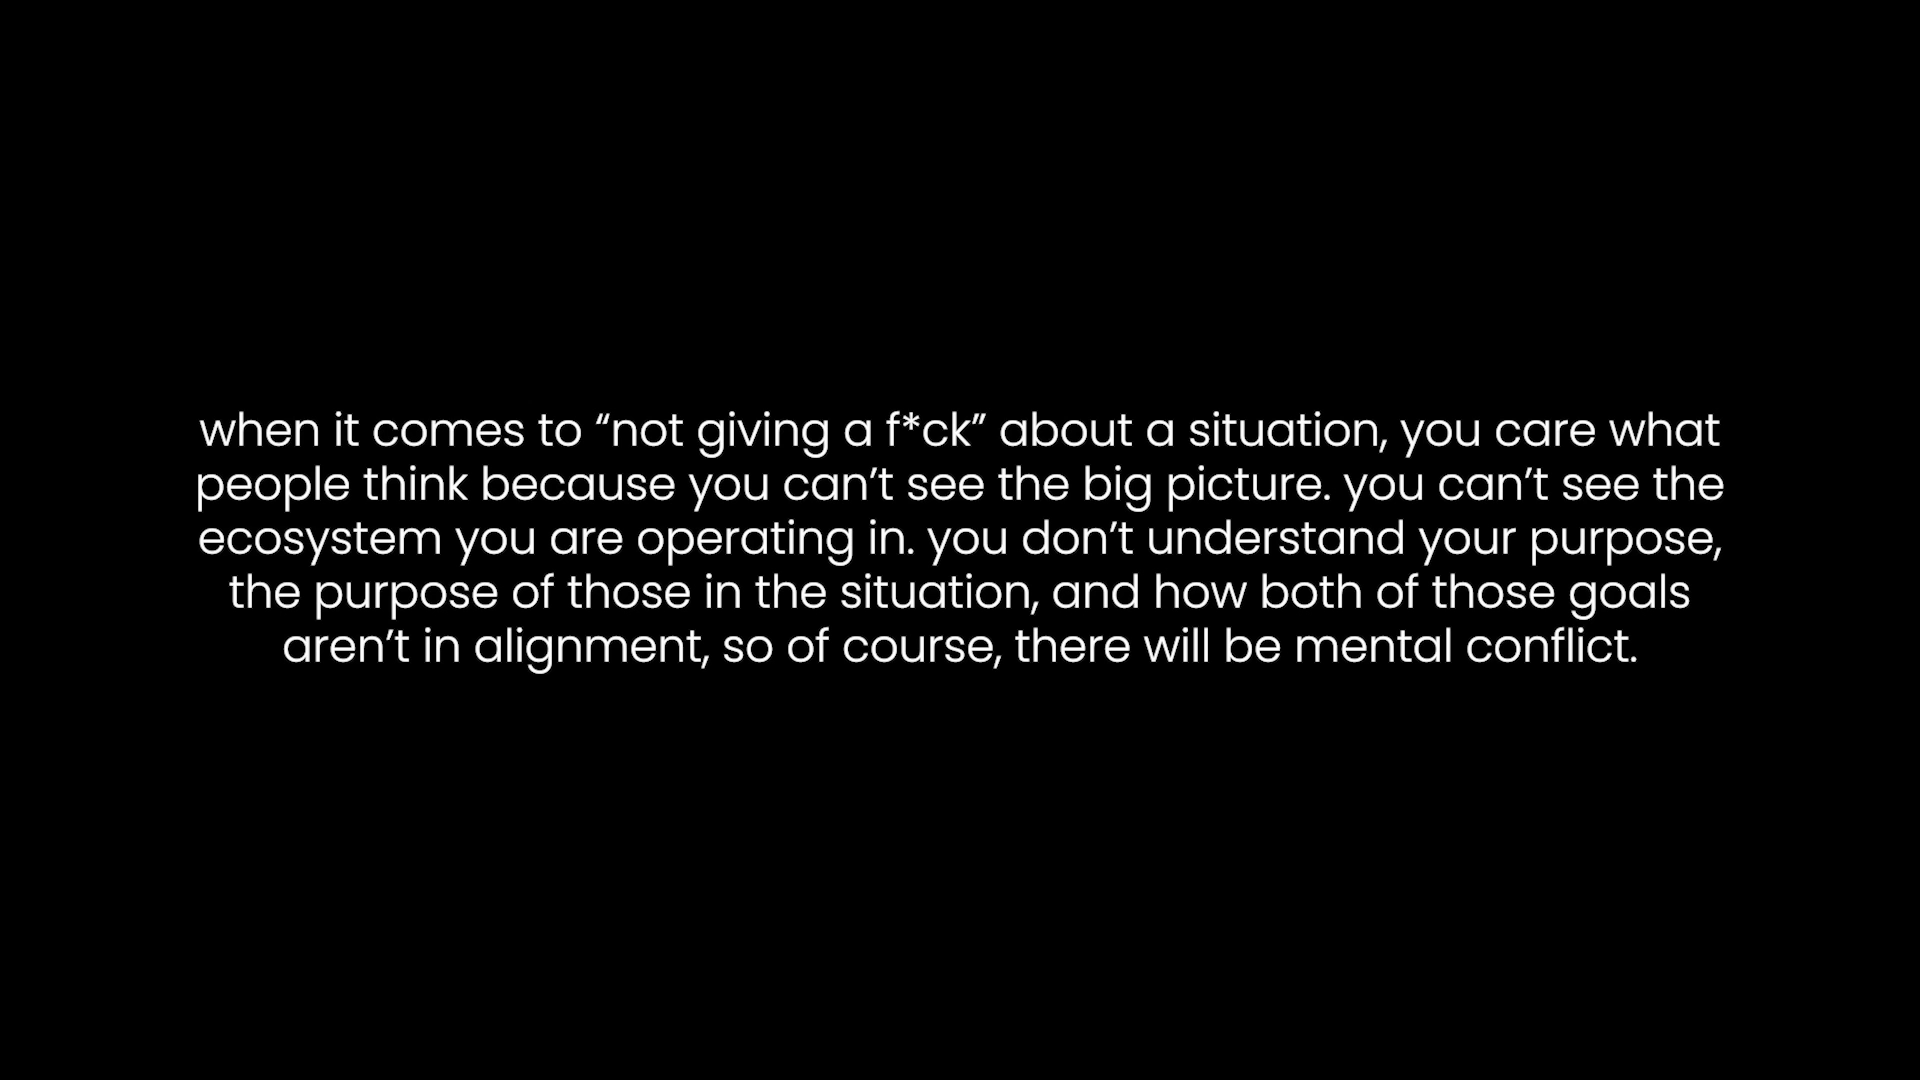 when it comes to “not giving a f*ck” about a situation, you care what
people think because you can’t see the big picture. you can’t see the
ecosystem you are operating in. you don’t understand your purpose,
the purpose of those in the situation, and how both of those goals
aren’t in alignment, so of course, there will be mental conflict.